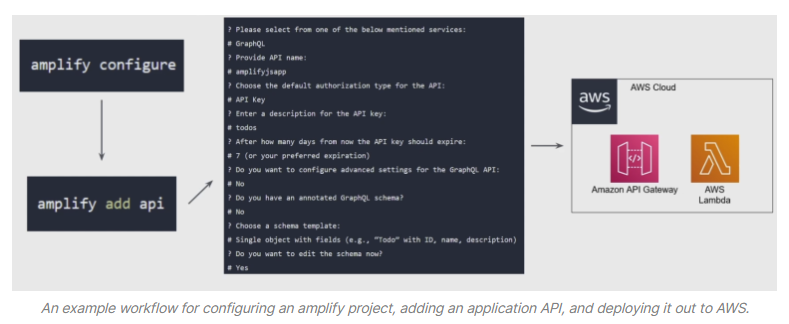 amplify configure
amplify add api
? Please select from one of the below mentioned services:
# GraphQL
? Provide API name:
# amplifyjsapp
? Choose the default authorization type for the API:
# API Key
? Enter a description for the API key:
# todos
? After how many days from now the API key should expire:
# 7 (or your preferred expiration)
? Do you want to configure advanced settings for the GraphQL API:
# No
? Do you have an annotated GraphQL schema?
# No
? Choose a schema template:
# Single object with fields (e.g., “Todo” with ID, name, description)
? Do you want to edit the schema now?
# Yes
aws
AWS Cloud
Amazon API Gateway
AWS
Lambda
An example workflow for configuring an amplify project, adding an application API, and deploying it out to AWS.